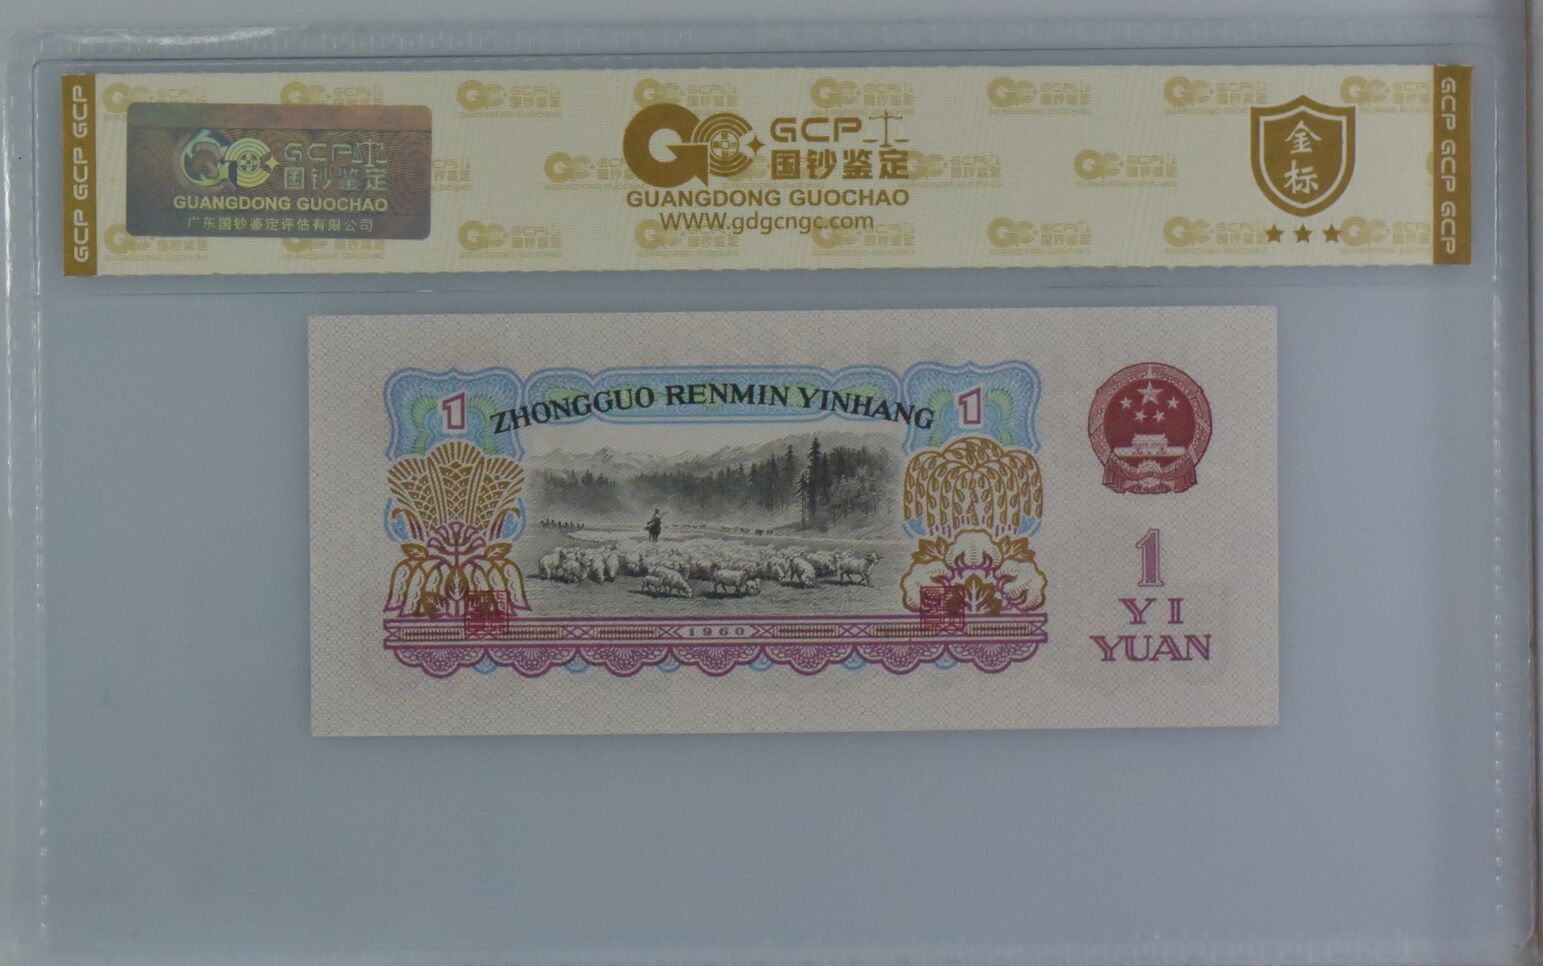 GCP GCP GCP
GCP 国钞鉴定
GUANGDONG GUOCHAO
广东国钞鉴定评估有限公司
GCP
国钞鉴定
GUANGDONG GUOCHAO
WWW.gdgcngc.com
金标
GCP GCP GCP
1
ZHONGGUO RENMIN YINHANG
1
1960
1
YI
YUAN